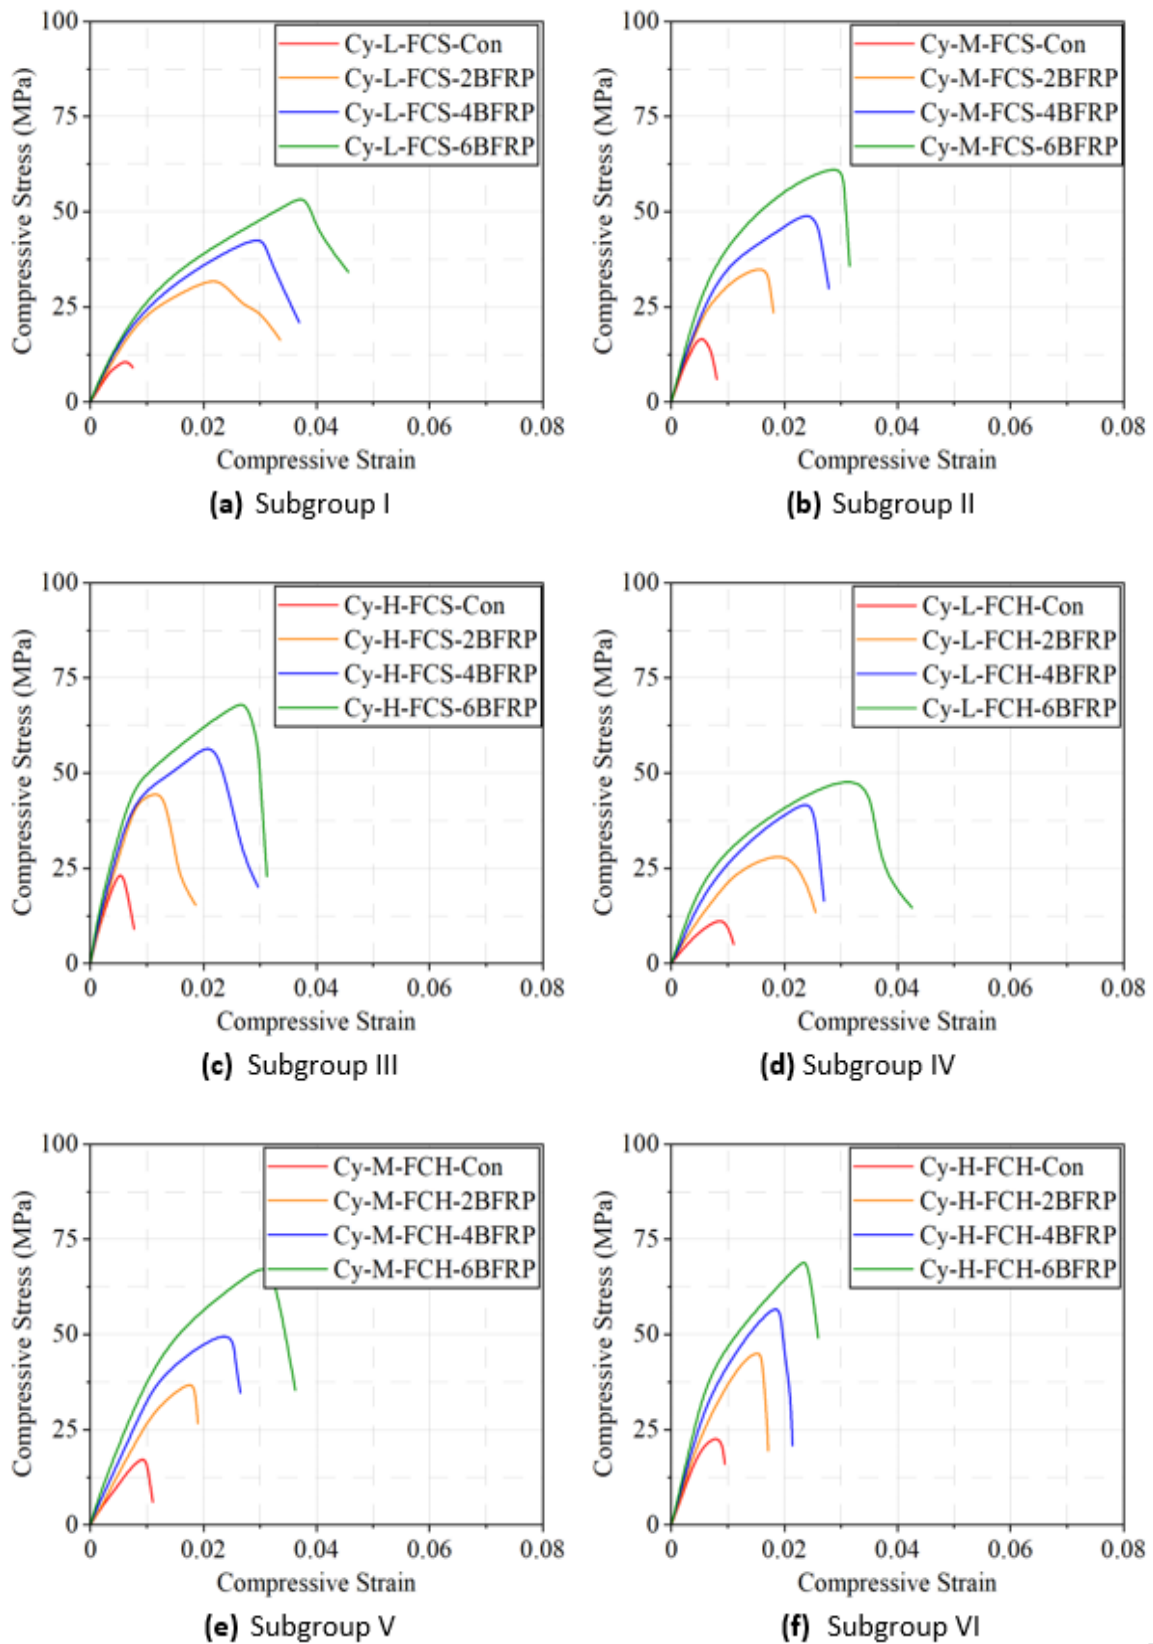 100
75
50
25
0
Compressive Stress (MPa)
Cy-L-FCS-Con
Cy-L-FCS-2BFRP
Cy-L-FCS-4BFRP
Cy-L-FCS-6BFRP
0 0.02 0.04 0.06 0.08
Compressive Strain
(a) Subgroup I
100
75
50
25
0
Compressive Stress (MPa)
Cy-M-FCS-Con
Cy-M-FCS-2BFRP
Cy-M-FCS-4BFRP
Cy-M-FCS-6BFRP
0 0.02 0.04 0.06 0.08
Compressive Strain
(b) Subgroup II
100
75
50
25
0
Compressive Stress (MPa)
Cy-H-FCS-Con
Cy-H-FCS-2BFRP
Cy-H-FCS-4BFRP
Cy-H-FCS-6BFRP
0 0.02 0.04 0.06 0.08
Compressive Strain
(c) Subgroup III
100
75
50
25
0
Compressive Stress (MPa)
Cy-L-FCH-Con
Cy-L-FCH-2BFRP
Cy-L-FCH-4BFRP
Cy-L-FCH-6BFRP
0 0.02 0.04 0.06 0.08
Compressive Strain
(d) Subgroup IV
100
75
50
25
0
Compressive Stress (MPa)
Cy-M-FCH-Con
Cy-M-FCH-2BFRP
Cy-M-FCH-4BFRP
Cy-M-FCH-6BFRP
0 0.02 0.04 0.06 0.08
Compressive Strain
(e) Subgroup V
100
75
50
25
0
Compressive Stress (MPa)
Cy-H-FCH-Con
Cy-H-FCH-2BFRP
Cy-H-FCH-4BFRP
Cy-H-FCH-6BFRP
0 0.02 0.04 0.06 0.08
Compressive Strain
(f) Subgroup VI